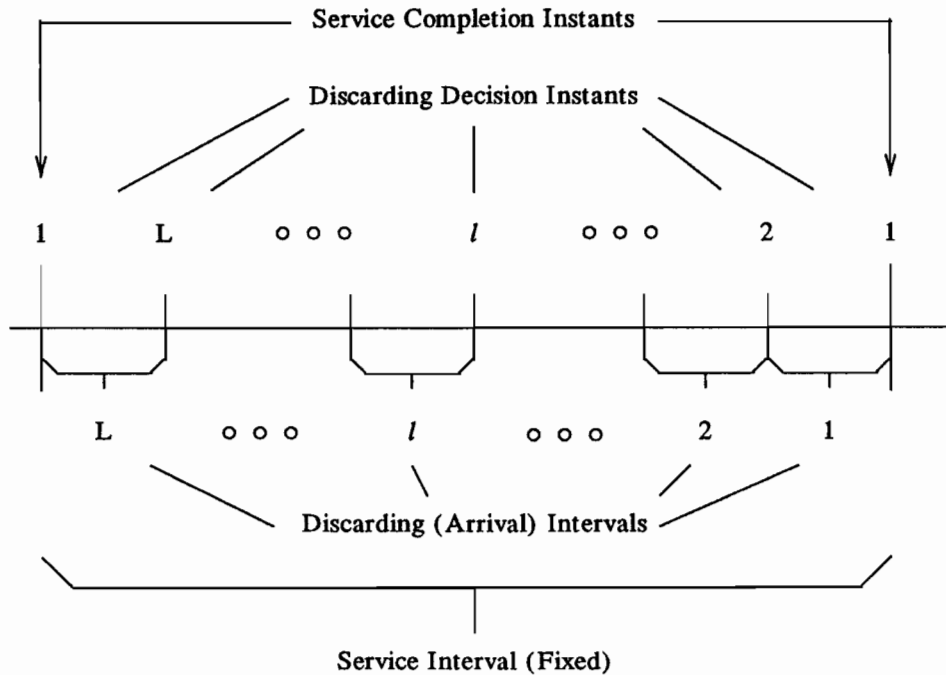 Service Completion Instants
Discarding Decision Instants
1 L o o o l o o o 2 1
L o o o l o o o 2 1
Discarding (Arrival) Intervals
Service Interval (Fixed)